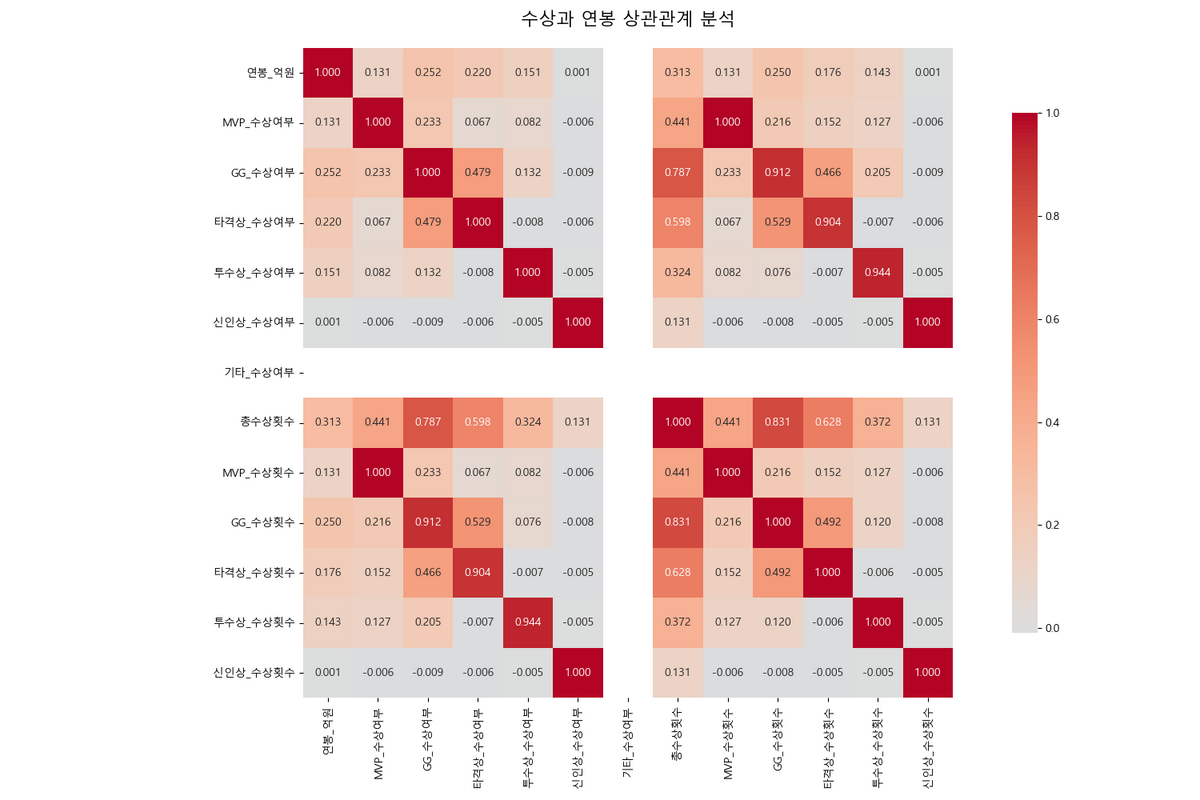 수상과 연봉 상관관계 분석
연봉_억원 1.000 0.131 0.252 0.220 0.151 0.001 0.313 0.131 0.250 0.176 0.143 0.001
MVP_수상여부 0.131 1.000 0.233 0.067 0.082 -0.006 0.441 1.000 0.216 0.152 0.127 -0.006
GG_수상여부 0.252 0.233 1.000 0.479 0.132 -0.009 0.787 0.233 0.912 0.466 0.205 -0.009
타격상_수상여부 0.220 0.067 0.479 1.000 -0.008 -0.006 0.598 0.067 0.529 0.904 -0.007 -0.006
투수상_수상여부 0.151 0.082 0.132 -0.008 1.000 -0.005 0.324 0.082 0.076 -0.007 0.944 -0.005
신인상_수상여부 0.001 -0.006 -0.009 -0.006 -0.005 1.000 0.131 -0.006 -0.008 -0.005 -0.005 1.000
기타_수상여부
총수상횟수 0.313 0.441 0.787 0.598 0.324 0.131 1.000 0.441 0.831 0.628 0.372 0.131
MVP_수상횟수 0.131 1.000 0.233 0.067 0.082 -0.006 0.441 1.000 0.216 0.152 0.127 -0.006
GG_수상횟수 0.250 0.216 0.912 0.529 0.076 -0.008 0.831 0.216 1.000 0.492 0.120 -0.008
타격상_수상횟수 0.176 0.152 0.466 0.904 -0.007 -0.005 0.628 0.152 0.492 1.000 -0.006 -0.005
투수상_수상횟수 0.143 0.127 0.205 -0.007 0.944 -0.005 0.372 0.127 0.120 -0.006 1.000 -0.005
신인상_수상횟수 0.001 -0.006 -0.009 -0.006 -0.005 1.000 0.131 -0.006 -0.008 -0.005 -0.005 1.000
연봉_억원
MVP_수상여부
GG_수상여부
타격상_수상여부
투수상_수상여부
신인상_수상여부
기타_수상여부
총수상횟수
MVP_수상횟수
GG_수상횟수
타격상_수상횟수
투수상_수상횟수
신인상_수상횟수
1.0
0.8
0.6
0.4
0.2
0.0